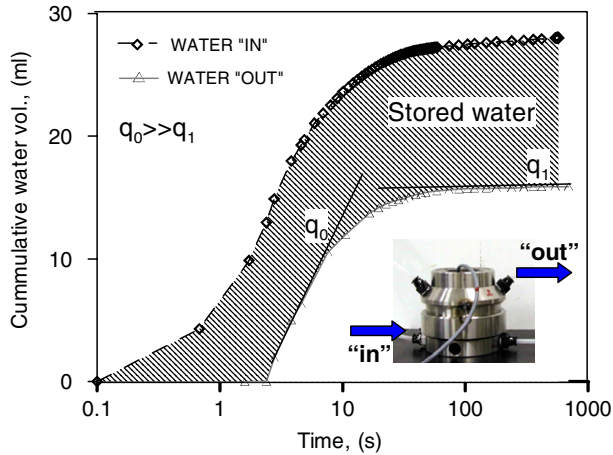 30
20
10
0
Cummulative water vol., (ml)
WATER "IN"
WATER "OUT"
q0>>q1
Stored water
q1
q0
“out”
“in”
0.1 1 10 100 1000
Time, (s)